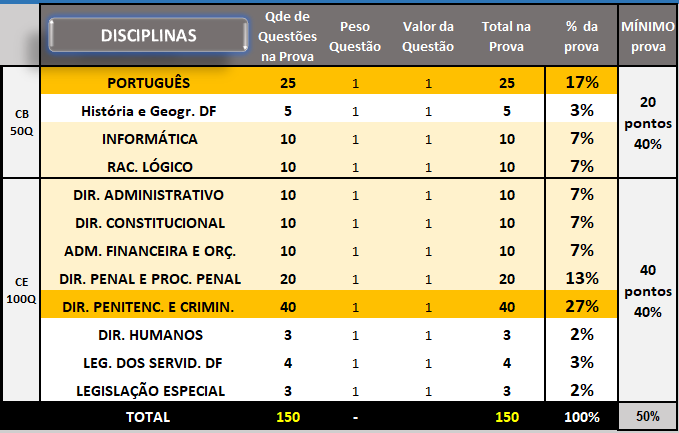 DISCIPLINAS Qde de Questões na Prova Peso Questão Valor da Questão Total na Prova % da prova MÍNIMO prova
CB 50Q
PORTUGUÊS 25 1 1 25 17%
História e Geogr. DF 5 1 1 5 3%
INFORMÁTICA 10 1 1 10 7%
RAC. LÓGICO 10 1 1 10 7%
20 pontos 40%
CE 100Q
DIR. ADMINISTRATIVO 10 1 1 10 7%
DIR. CONSTITUCIONAL 10 1 1 10 7%
ADM. FINANCEIRA E ORÇ. 10 1 1 10 7%
DIR. PENAL E PROC. PENAL 20 1 1 20 13%
DIR. PENITENC. E CRIMIN. 40 1 1 40 27%
DIR. HUMANOS 3 1 1 3 2%
LEG. DOS SERVID. DF 4 1 1 4 3%
LEGISLAÇÃO ESPECIAL 3 1 1 3 2%
40 pontos 40%
TOTAL 150 - 150 100% 50%